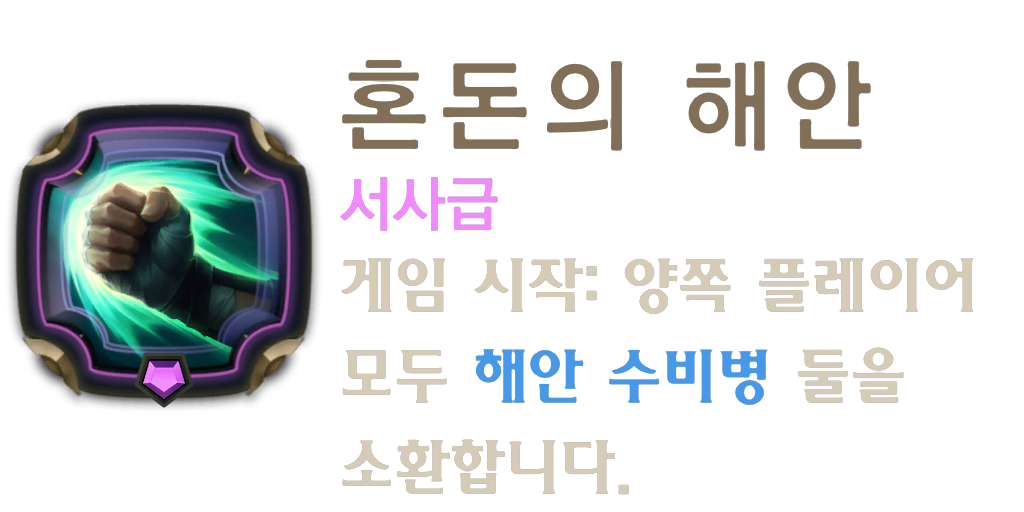 혼돈의 해안
서사급
게임 시작: 양쪽 플레이어
모두 해안 수비병 둘을
소환합니다.